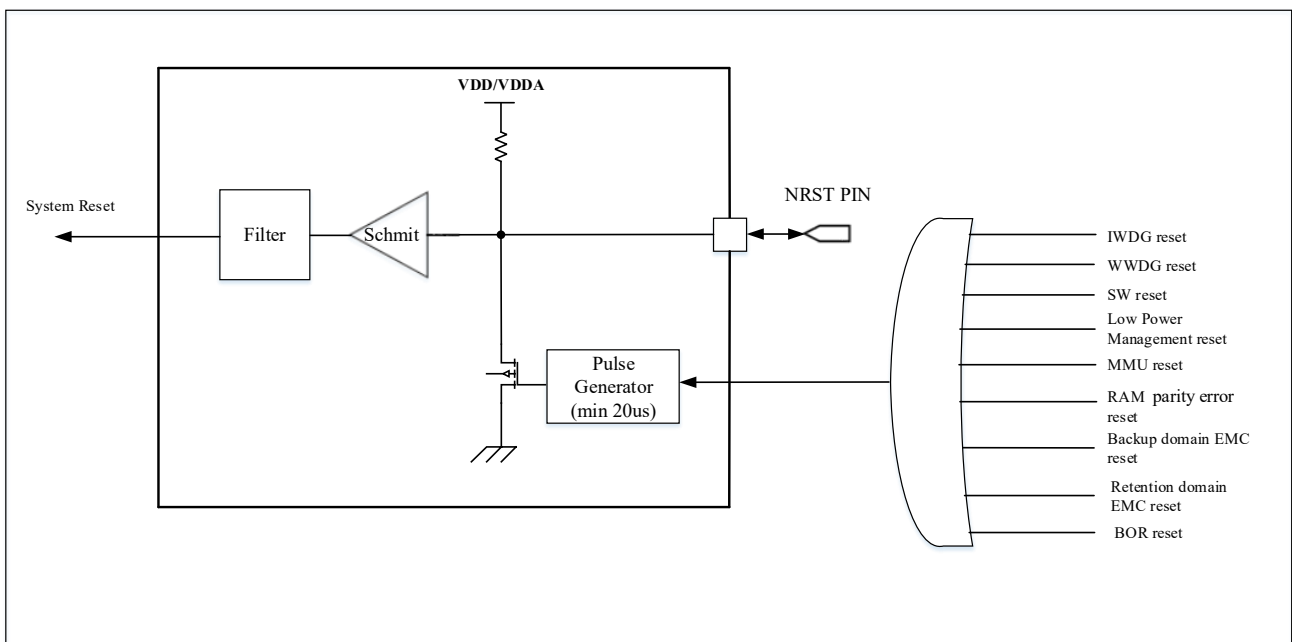 VDD/VDDA
NRST PIN
System Reset
Filter
Schmit
IWDG reset
WWDG reset
SW reset
Low Power
Management reset
MMU reset
RAM parity error
reset
Backup domain EMC
reset
Retention domain
EMC reset
BOR reset
Pulse
Generator
(min 20us)